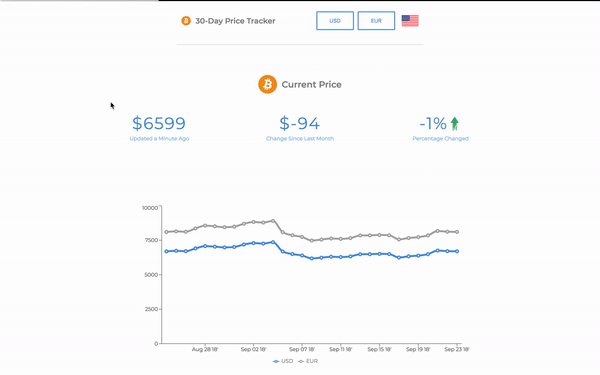 30-Day Price Tracker
USD
EUR
Current Price
$6599
Updated a Minute Ago
$-94
Change Since Last Month
-1%
Percentage Changed
10000
7500
5000
2500
0
Aug 28 18' Sep 02 18' Sep 07 18' Sep 11 18' Sep 15 18' Sep 19 18' Sep 23 18'
USD EUR